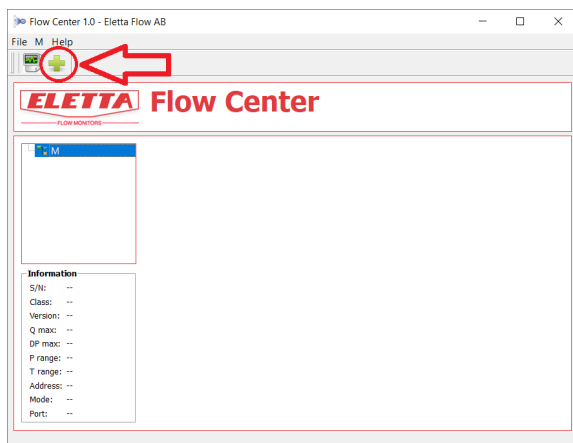 Flow Center 1.0 - Eletta Flow AB
File M Help
ELETTA
FLOW MONITORS
Flow Center
M
Information
S/N: --
Class: --
Version: --
Q max: --
DP max: --
P range: --
T range: --
Address: --
Mode: --
Port: --